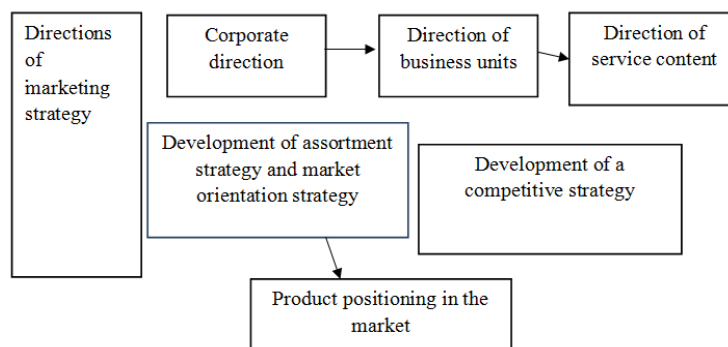 Directions
of
marketing
strategy
Corporate
direction
Direction of
business units
Direction of
service content
Development of assortment
strategy and market
orientation strategy
Development of a
competitive strategy
Product positioning in the
market